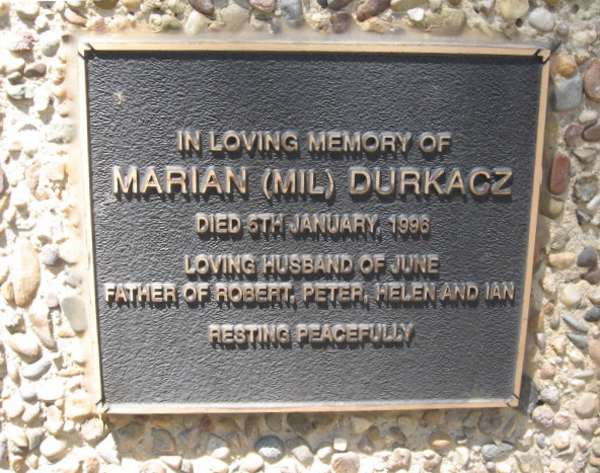 IN LOVING MEMORY OF
MARIAN (MIL) DURKACZ
DIED 5TH JANUARY, 1996
LOVING HUSBAND OF JUNE
FATHER OF ROBERT, PETER, HELEN AND IAN
RESTING PEACEFULLY